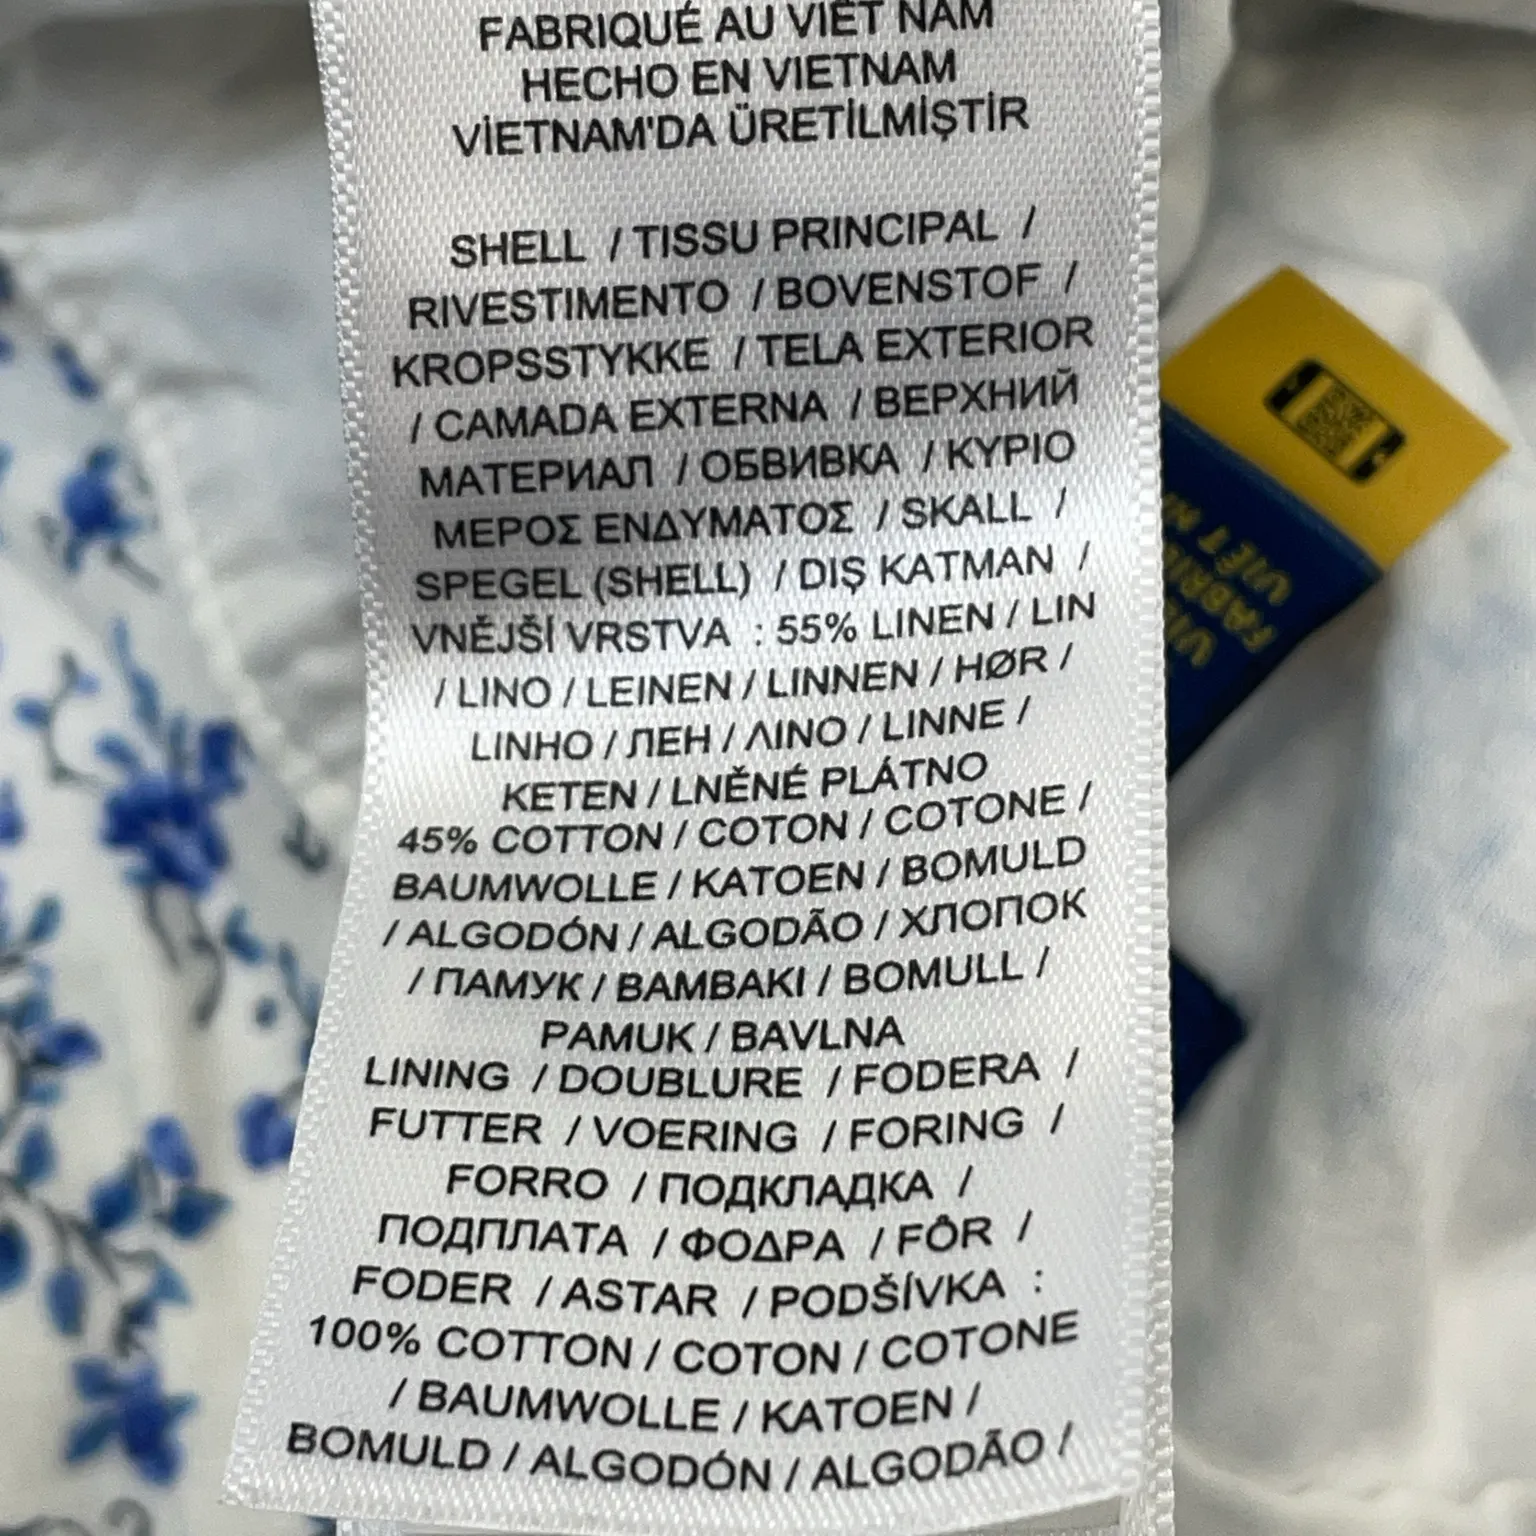 FABRIQUÉ AU VIÊT NAM
HECHO EN VIETNAM
VİETNAM'DA ÜRETİLMİŞTİR
SHELL / TISSU PRINCIPAL /
RIVESTIMENTO / BOVENSTOF /
KROPSSTYKKE / TELA EXTERIOR
/ CAMADA EXTERNA / ВЕРХНИЙ
МАТЕРИАЛ / ОБВИВКА / ΚΥΡΙΟ
ΜΕΡΟΣ ΕΝΔΥΜΑΤΟΣ / SKALL /
SPEGEL (SHELL) / DIŞ KATMAN /
VNĚJŠÍ VRSTVA : 55% LINEN / LIN
/ LINO / LEINEN / LINNEN / HØR /
LINHO / ЛЕН / ΛΙΝΟ / LINNE /
KETEN / LNĚNÉ PLÁTNO
45% COTTON / COTON / COTONE /
BAUMWOLLE / KATOEN / BOMULD
/ ALGODÓN / ALGODÃO / ХЛОПОК
/ ПАМУК / ΒΑΜΒΑΚΙ / BOMULL /
PAMUK / BAVLNA
LINING / DOUBLURE / FODERA /
FUTTER / VOERING / FORING /
FORRO / ПОДКЛАДКА /
ПОДПЛАТА / ΦΟΔΡΑ / FÔR /
FODER / ASTAR / PODŠÍVKA :
100% COTTON / COTON / COTONE
/ BAUMWOLLE / KATOEN /
BOMULD / ALGODÓN / ALGODÃO /